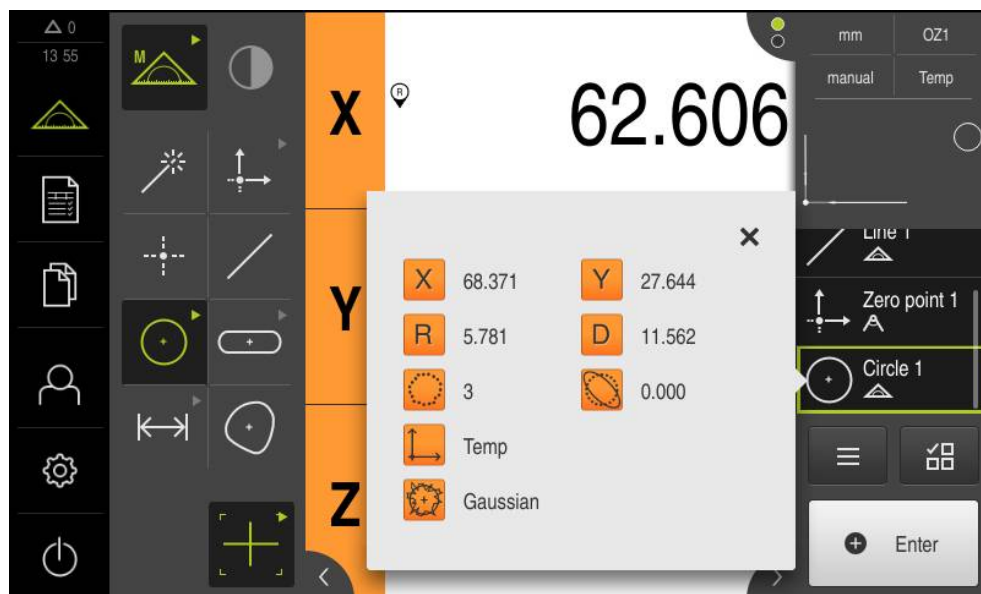 0
13 55
M
X
R
62.606
Y
Z
X 68.371 Y 27.644
R 5.781 D 11.562
3 0.000
Temp
Gaussian
mm OZ1
manual Temp
Line 1
Zero point 1
Circle 1
Enter